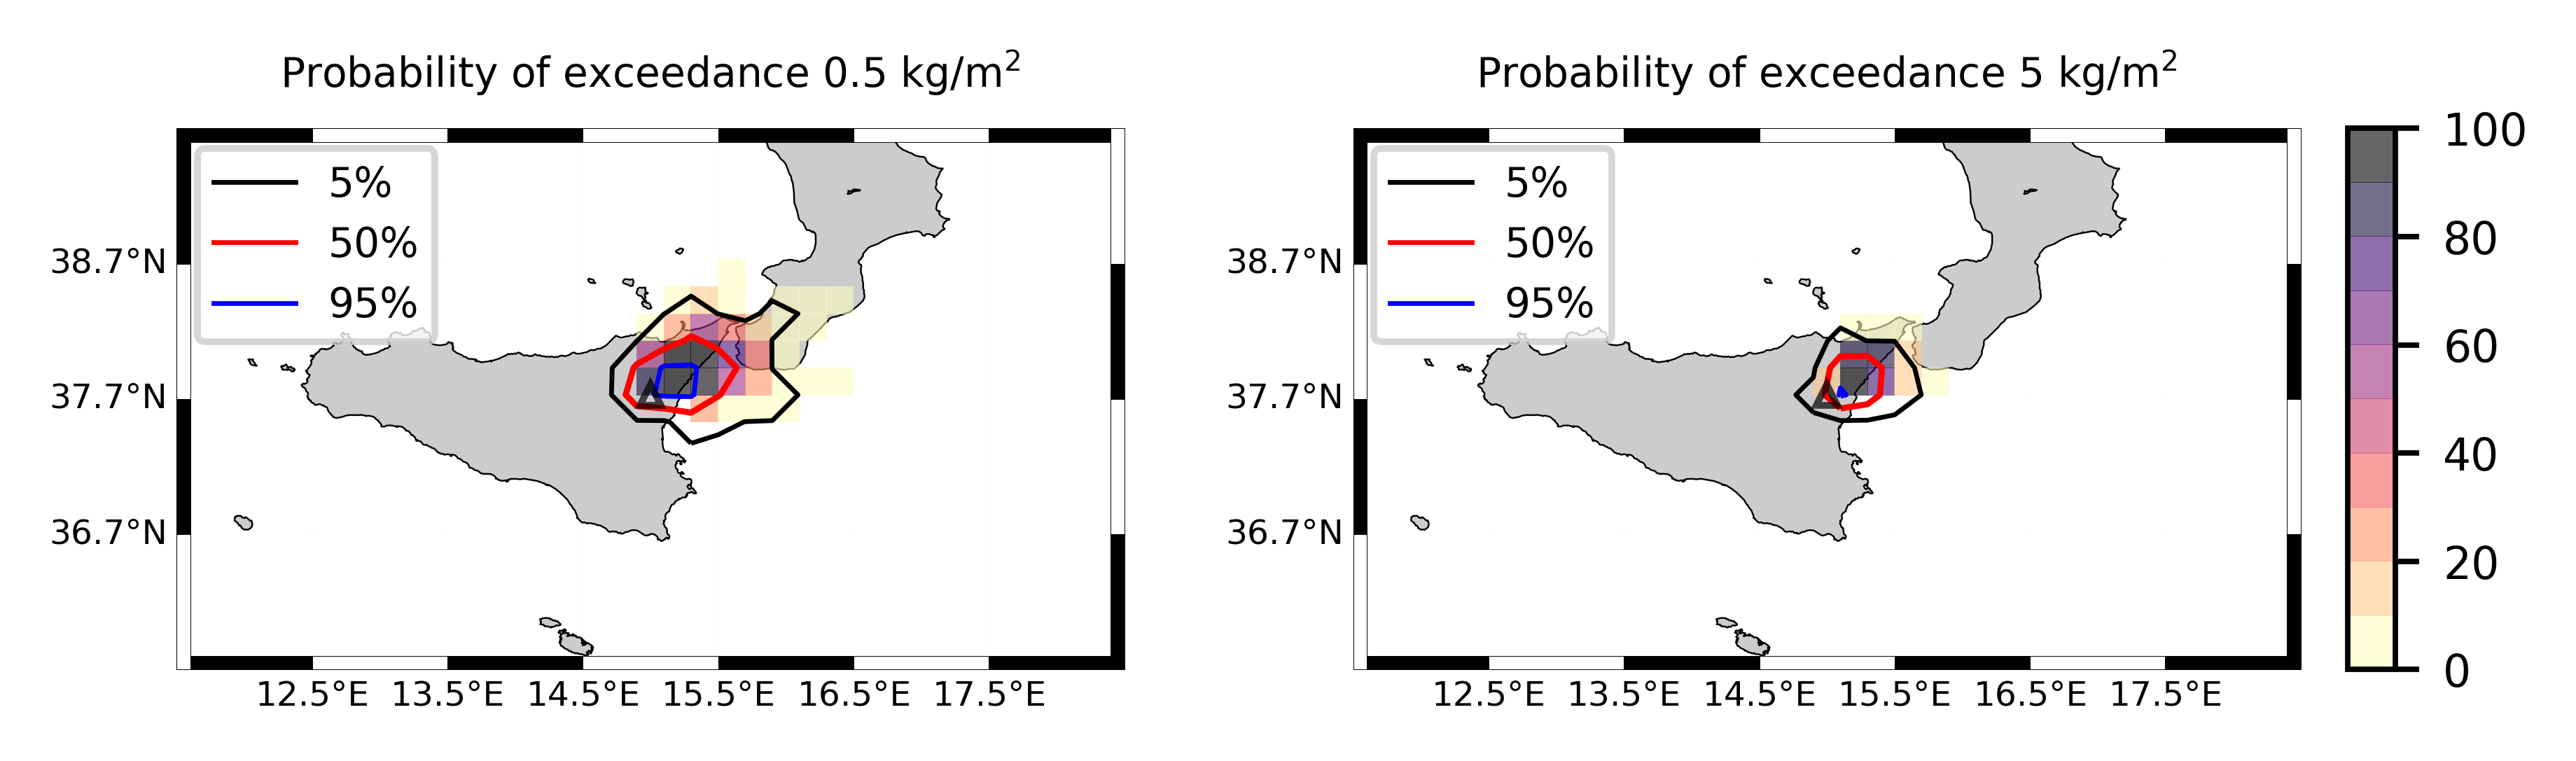 Probability of exceedance 0.5 kg/m²
5%
50%
95%
38.7°N
37.7°N
36.7°N
12.5°E 13.5°E 14.5°E 15.5°E 16.5°E 17.5°E
Probability of exceedance 5 kg/m²
5%
50%
95%
38.7°N
37.7°N
36.7°N
12.5°E 13.5°E 14.5°E 15.5°E 16.5°E 17.5°E
100
80
60
40
20
0